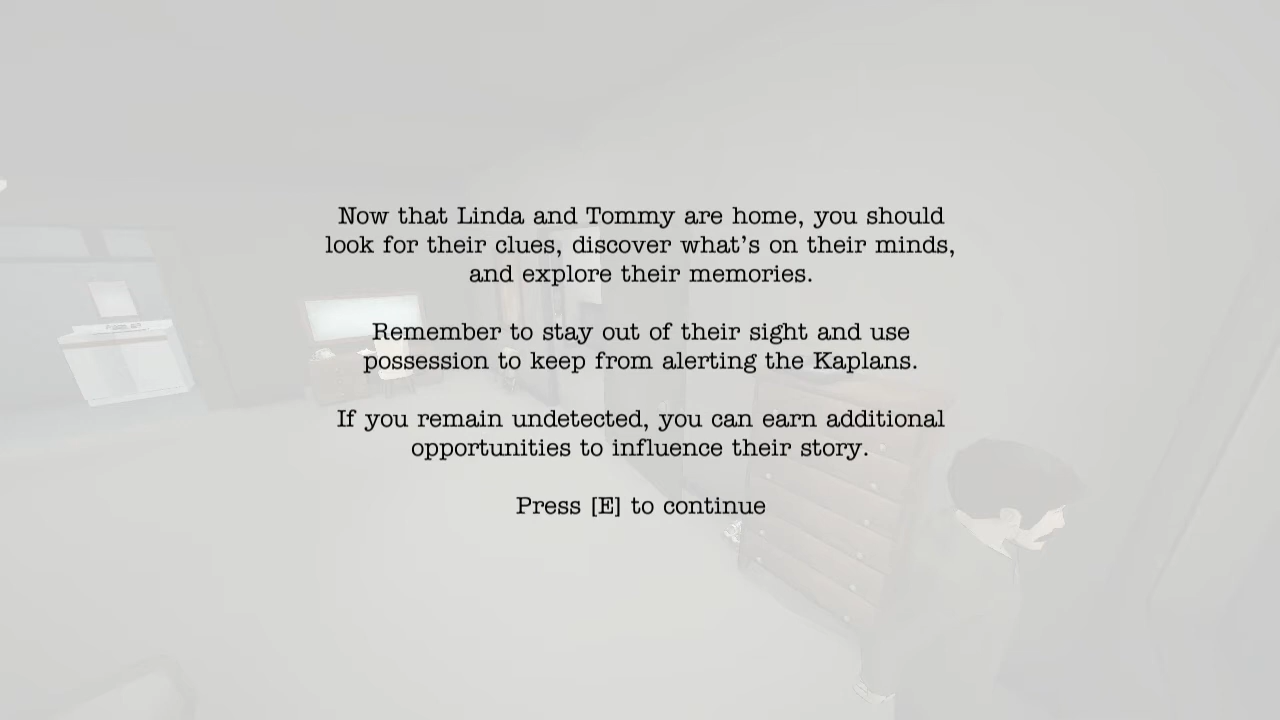 Now that Linda and Tommy are home, you should
look for their clues, discover what's on their minds,
and explore their memories.
Remember to stay out of their sight and use
possession to keep from alerting the Kaplans.
If you remain undetected, you can earn additional
opportunities to influence their story.
Press [E] to continue